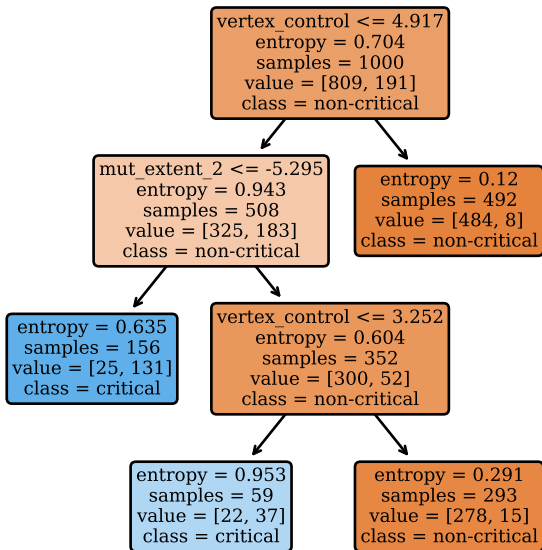 vertex_control <= 4.917
entropy = 0.704
samples = 1000
value = [809, 191]
class = non-critical
mut_extent_2 <= -5.295
entropy = 0.943
samples = 508
value = [325, 183]
class = non-critical
entropy = 0.12
samples = 492
value = [484, 8]
class = non-critical
entropy = 0.635
samples = 156
value = [25, 131]
class = critical
vertex_control <= 3.252
entropy = 0.604
samples = 352
value = [300, 52]
class = non-critical
entropy = 0.953
samples = 59
value = [22, 37]
class = critical
entropy = 0.291
samples = 293
value = [278, 15]
class = non-critical